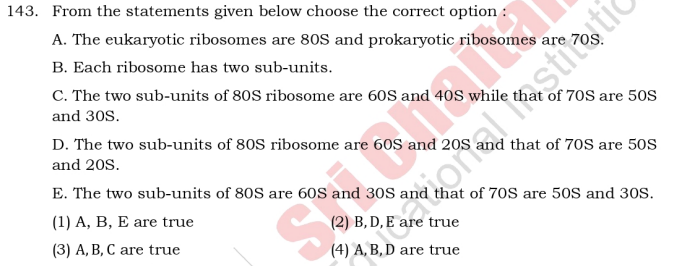 143. From the statements given below choose the correct option :
A. The eukaryotic ribosomes are 80S and prokaryotic ribosomes are 70S.
B. Each ribosome has two sub-units.
C. The two sub-units of 80S ribosome are 60S and 40S while that of 70S are 50S
and 30S.
D. The two sub-units of 80S ribosome are 60S and 20S and that of 70S are 50S
and 20S.
E. The two sub-units of 80S are 60S and 30S and that of 70S are 50S and 30S.
(1) A, B, E are true (2) B, D, E are true
(3) A, B, C are true (4) A, B, D are true
Sri Chaitan
Educational Institutio